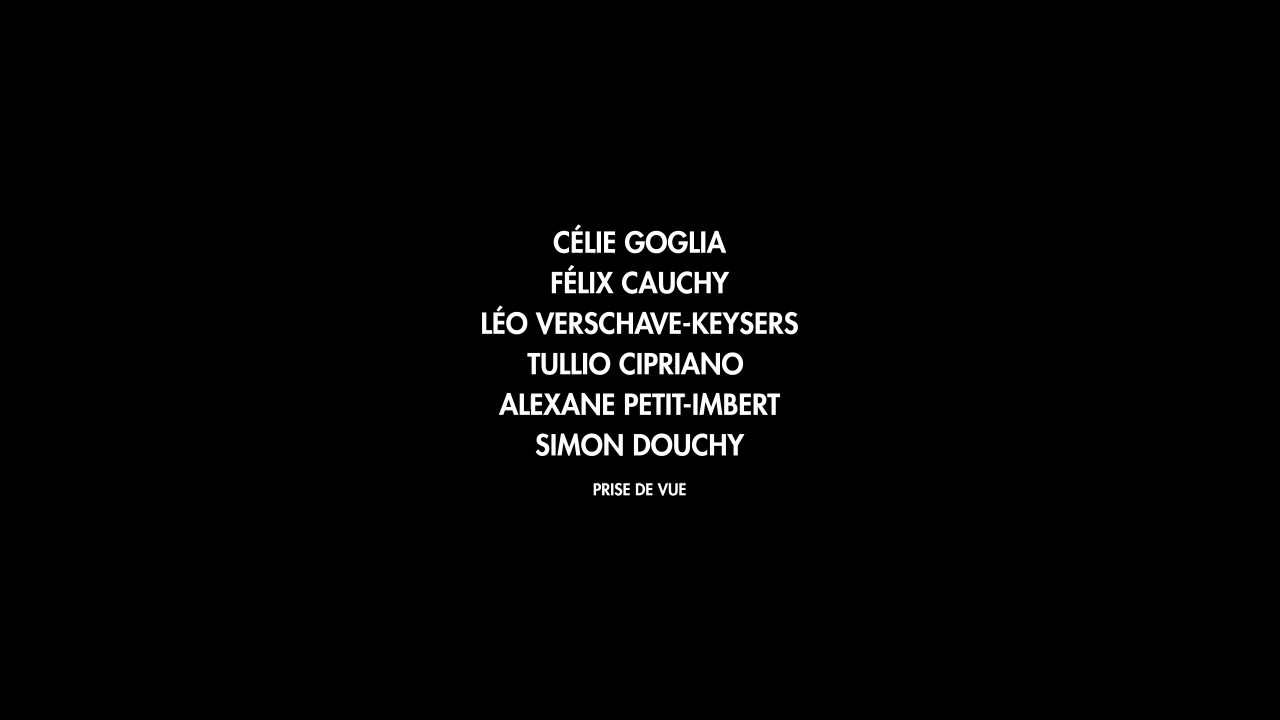 CÉLIE GOGLIA
FÉLIX CAUCHY
LÉO VERSCHAVE-KEYSERS
TULLIO CIPRIANO
ALEXANE PETIT-IMBERT
SIMON DOUCHY
PRISE DE VUE